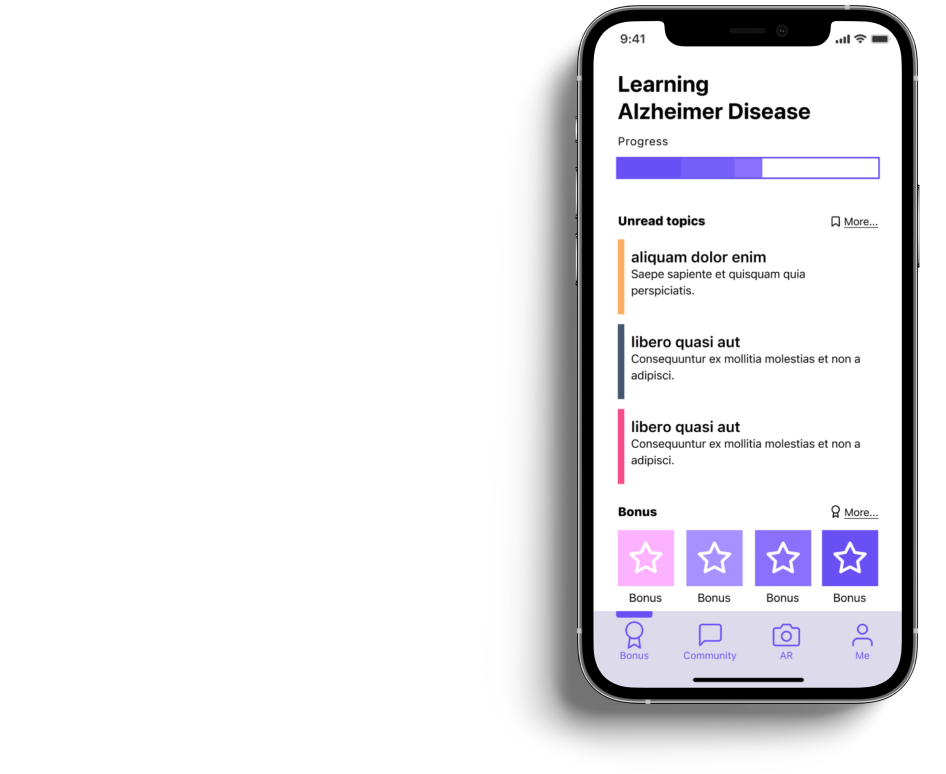 9:41
Learning
Alzheimer Disease
Progress
Unread topics
More...
aliquam dolor enim
Saepe sapiente et quisquam quia
perspiciatis.
libero quasi aut
Consequuntur ex mollitia molestias et non a
adipisci.
libero quasi aut
Consequuntur ex mollitia molestias et non a
adipisci.
Bonus
More...
Bonus Bonus Bonus Bonus
Bonus Community AR Me